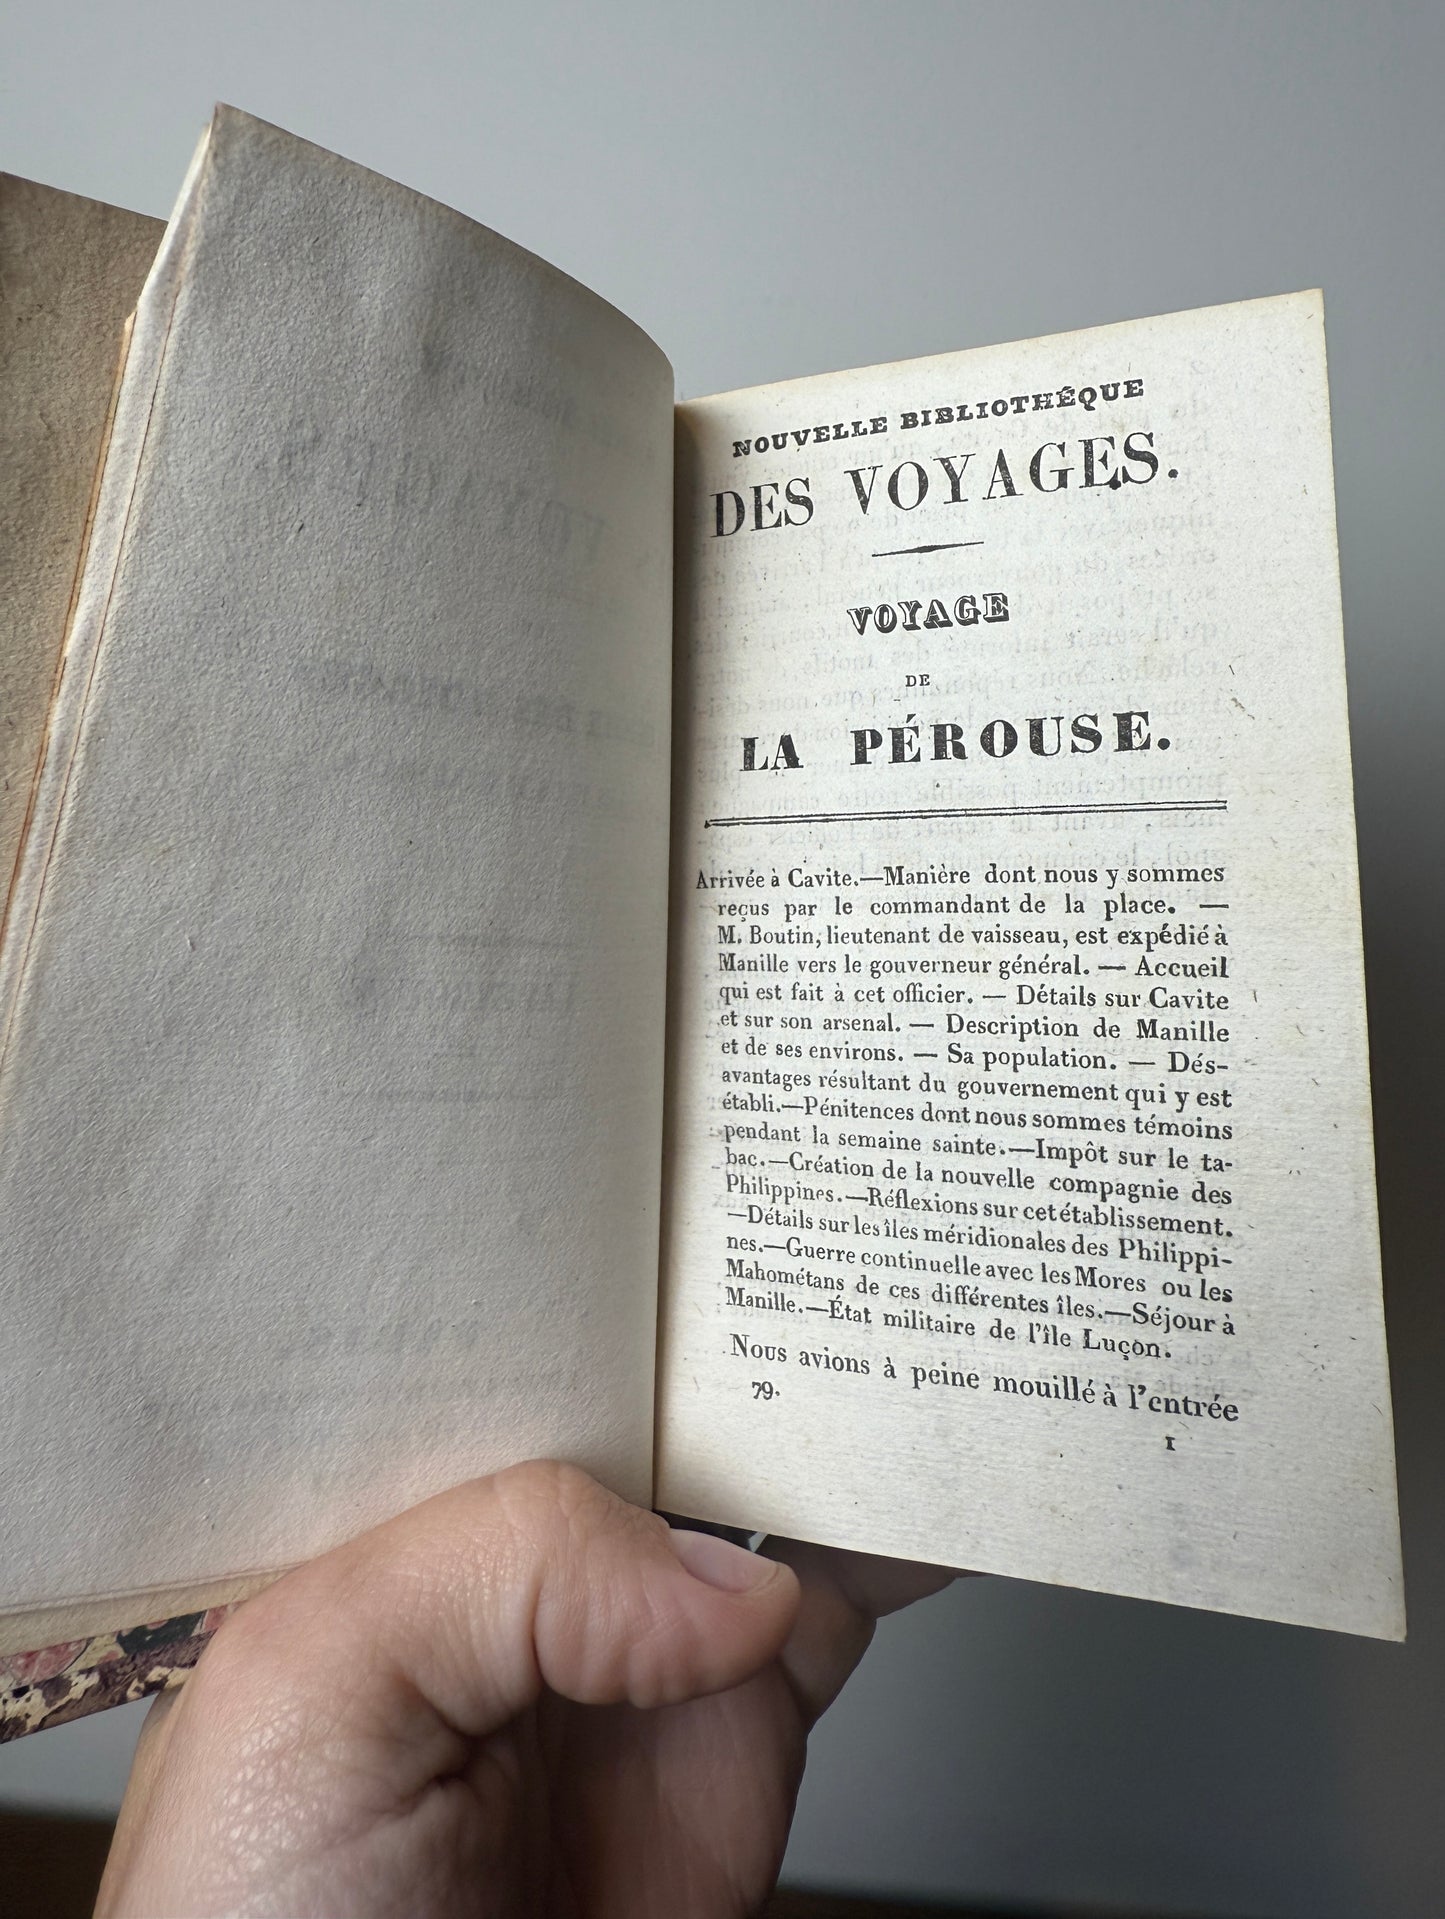 NOUVELLE BIBLIOTHÉQUE
DES VOYAGES.
VOYAGE
DE
LA PÉROUSE.
Arrivée à Cavite.—Manière dont nous y sommes
reçus par le commandant de la place. —
M. Boutin, lieutenant de vaisseau, est expédié à
Manille vers le gouverneur général. — Accueil
qui est fait à cet officier. — Détails sur Cavite
et sur son arsenal. — Description de Manille
et de ses environs. — Sa population. — Dés-
avantages résultant du gouvernement qui y est
établi.—Pénitences dont nous sommes témoins
pendant la semaine sainte.—Impôt sur le ta-
bac.—Création de la nouvelle compagnie des
Philippines.—Réflexions sur cet établissement.
—Détails sur les îles méridionales des Philippi-
nes.—Guerre continuelle avec les Mores ou les
Mahométans de ces différentes îles.—Séjour à
Manille.—État militaire de l'île Luçon.
Nous avions à peine mouillé à l'entrée
79.
1